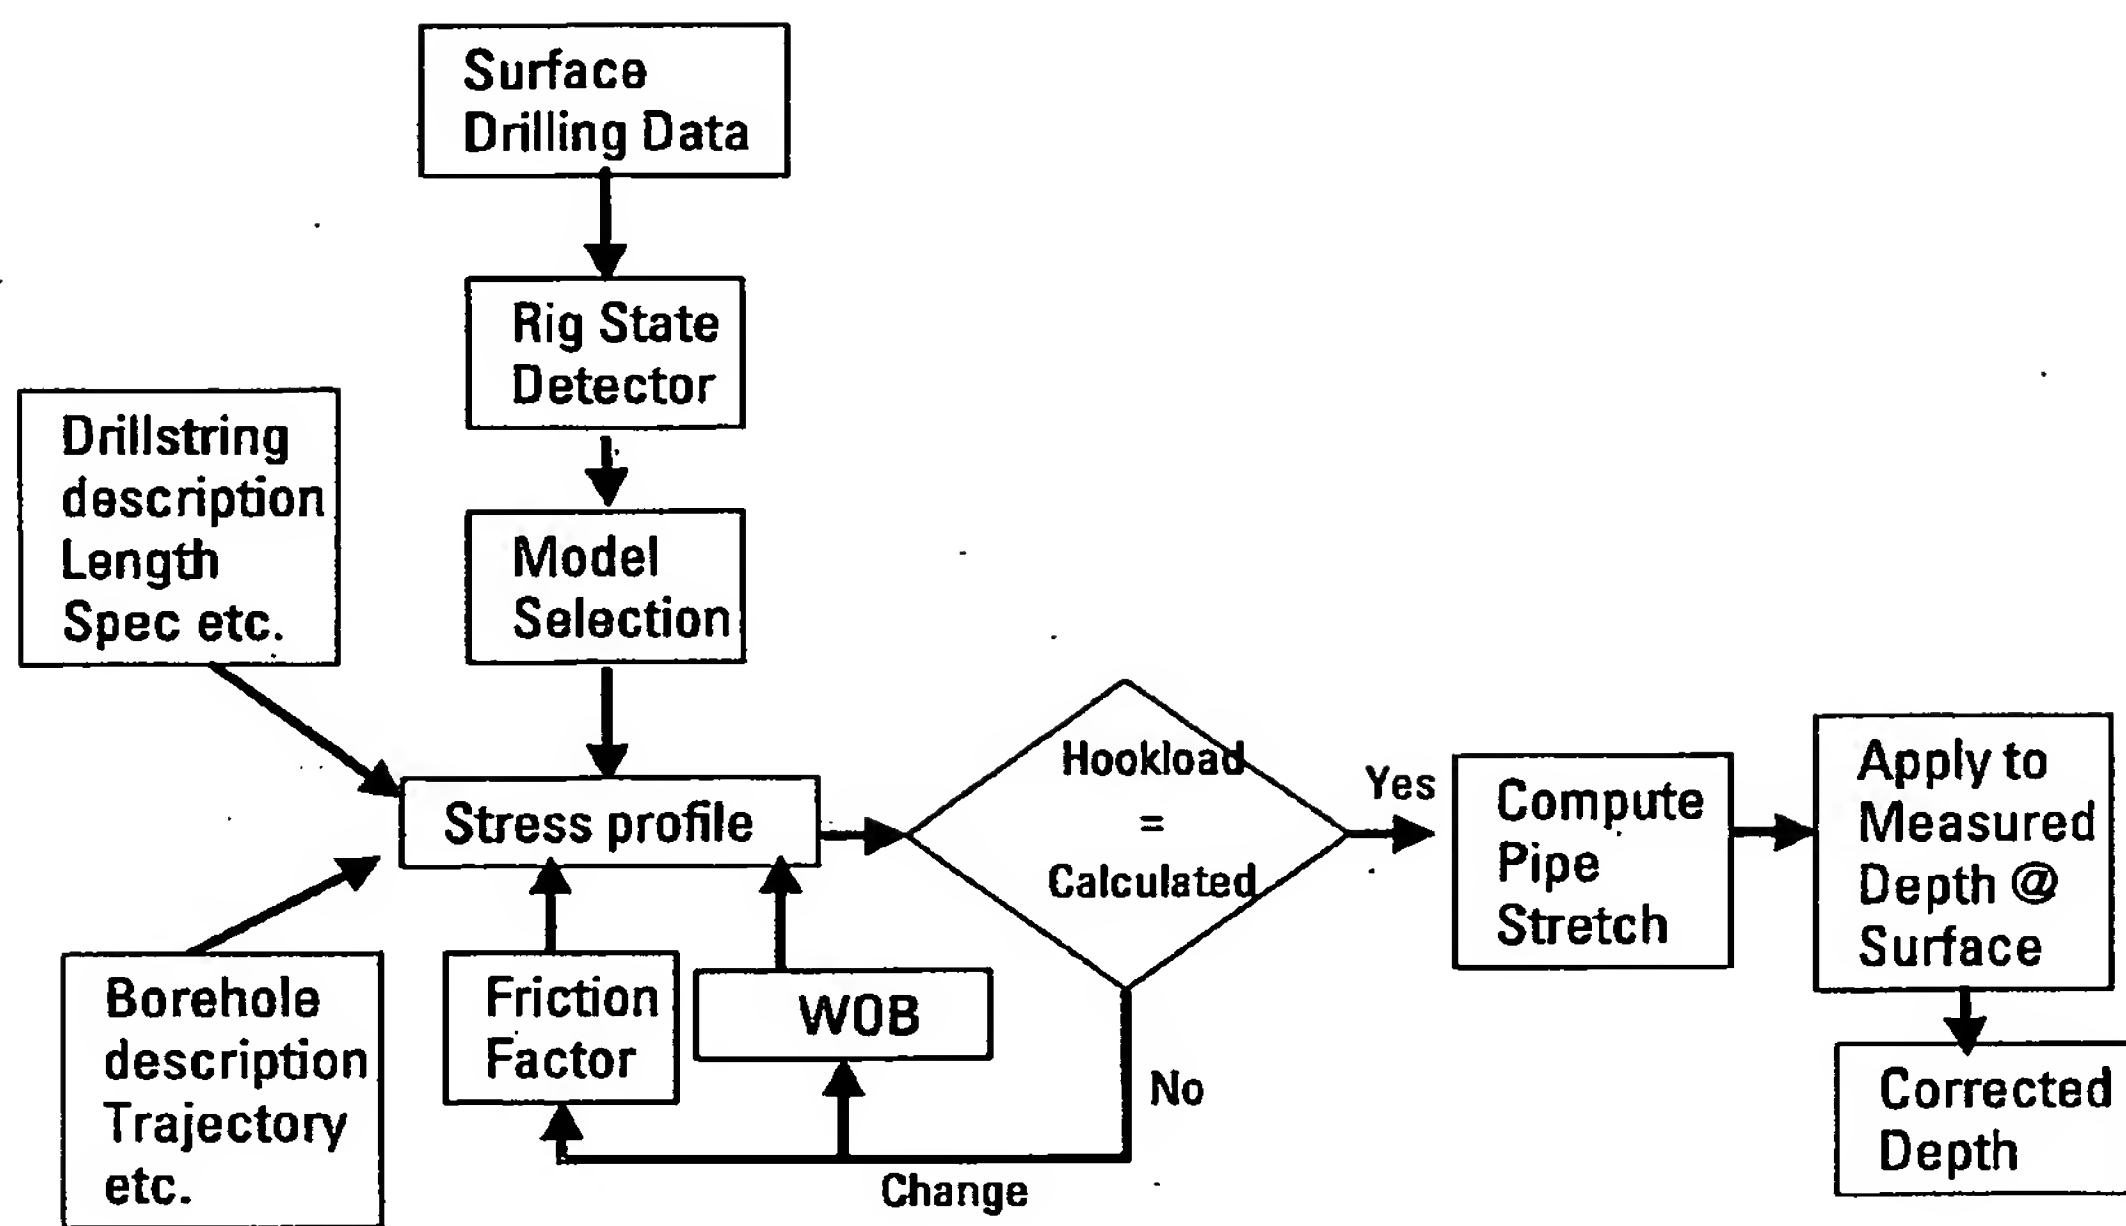 Surface
Drilling Data
Rig State
Detector
Drillstring
description
Length
Spec etc.
Model
Selection
Stress profile
Hookload
=
Calculated
Yes
Compute
Pipe
Stretch
Apply to
Measured
Depth @
Surface
Borehole
description
Trajectory
etc.
Friction
Factor
WOB
No
Change
Corrected
Depth